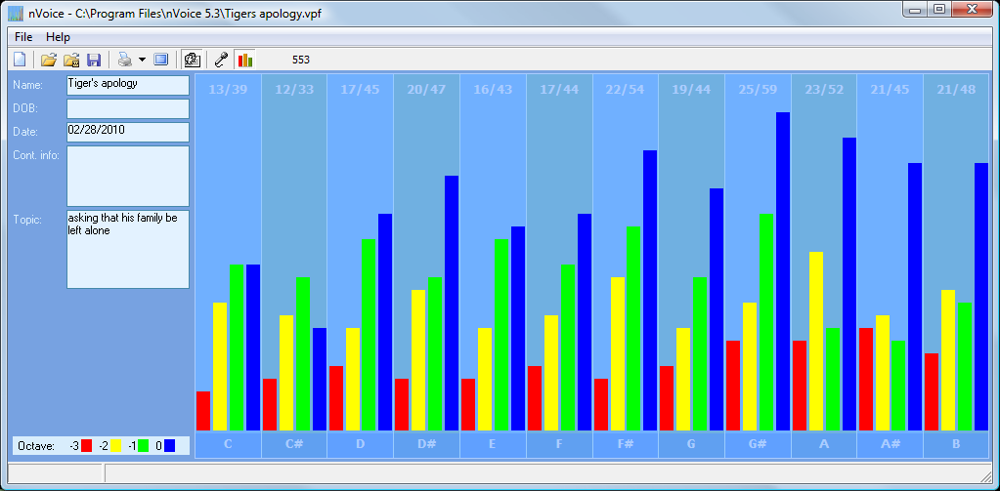 nVoice - C:\Program Files\nVoice 5.3\Tigers apology.vpf
File Help
553
Name: Tiger's apology
DOB:
Date: 02/28/2010
Cont. info:
Topic: asking that his family be
left alone
13/39 12/33 17/45 20/47 16/43 17/44 22/54 19/44 25/59 23/52 21/45 21/48
Octave: -3 -2 -1 0
C C# D D# E F F# G G# A A# B